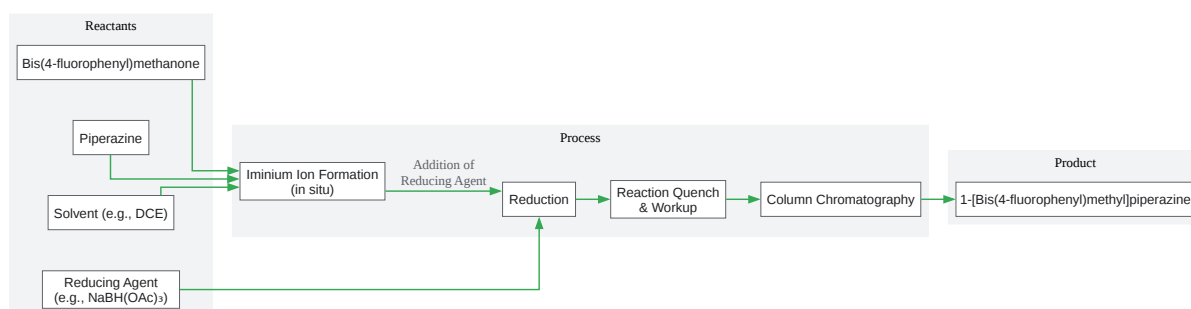 Reactants
Bis(4-fluorophenyl)methanone
Piperazine
Solvent (e.g., DCE)
Reducing Agent
(e.g., NaBH(OAc)₃)
Process
Iminium Ion Formation
(in situ)
Addition of
Reducing Agent
Reduction
Reaction Quench
& Workup
Column Chromatography
Product
1-[Bis(4-fluorophenyl)methyl]piperazine